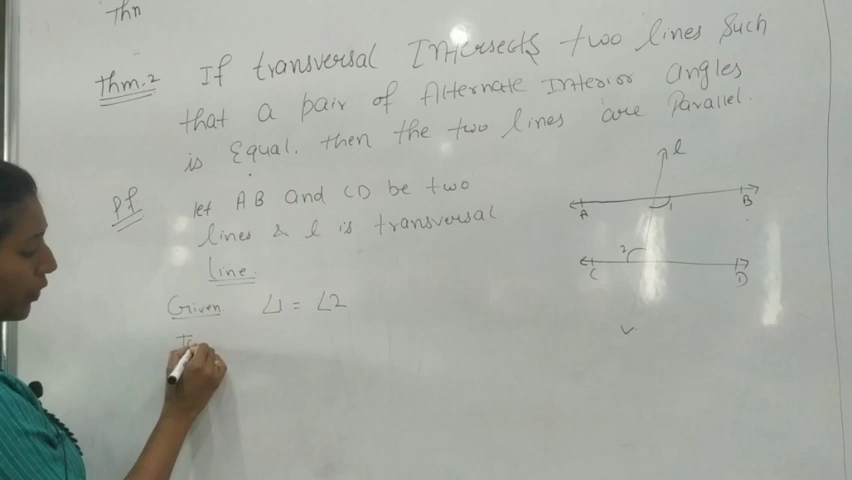 Thm
Thm.2 If transversal Intersects two lines such
that a pair of Alternate Interior angles
is Equal. then the two lines are Parallel.
Pf let AB and CD be two
lines & l is transversal
line.
Given ∠1 = ∠2
To
l
A
1
B
2
C
D